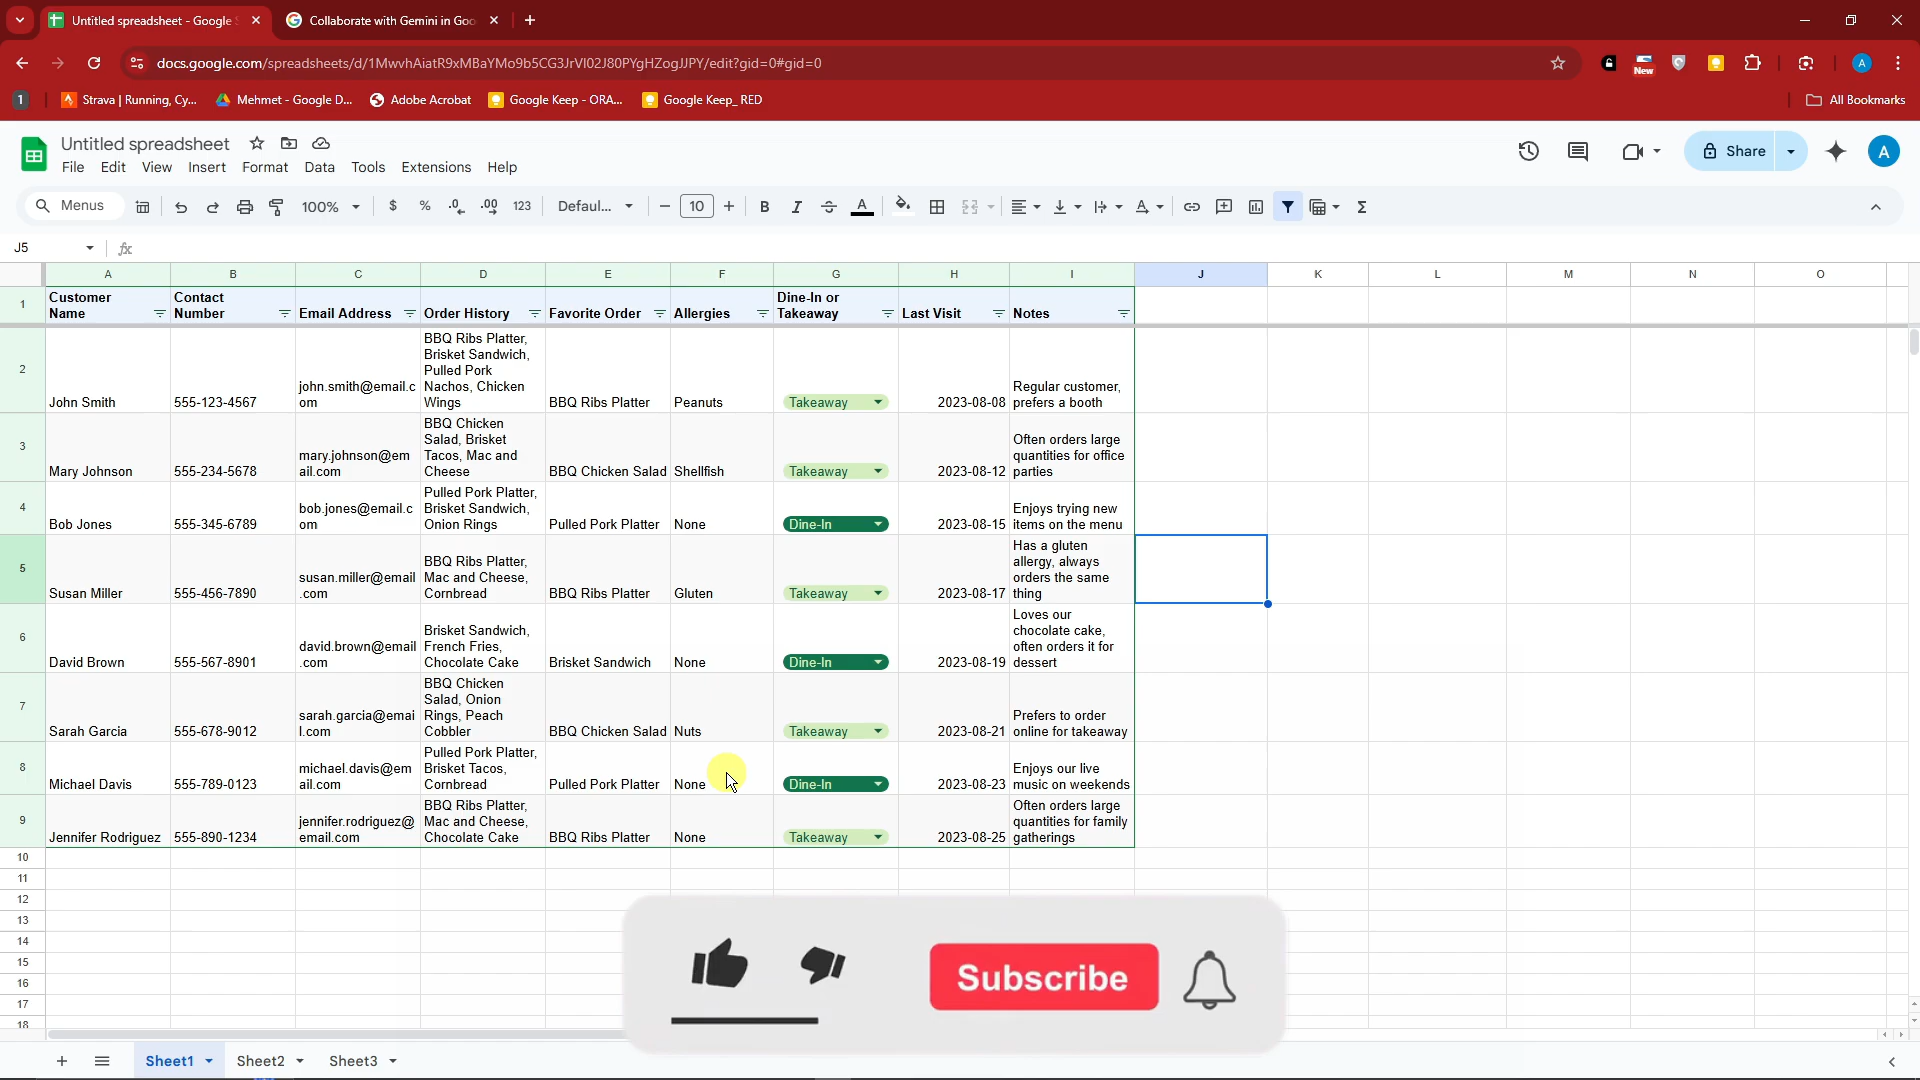 Untitled spreadsheet - Google S
Collaborate with Gemini in Goo
docs.google.com/spreadsheets/d/1MwvhAiatR9xMBaYMo9b5CG3JrVl02J80PYgHZogJJPY/edit?gid=0#gid=0
New
A
1
Strava | Running, Cy...
Mehmet - Google D...
Adobe Acrobat
Google Keep - ORA...
Google Keep_ RED
All Bookmarks
Untitled spreadsheet
File Edit View Insert Format Data Tools Extensions Help
Share
A
Menus
100%
$ % .0 .00 123
Defaul...
10
B I A
J5
fx
A B C D E F G H I J K L M N O
1
Customer
Name
Contact
Number
Email Address
Order History
Favorite Order
Allergies
Dine-In or
Takeaway
Last Visit
Notes
2
John Smith
555-123-4567
john.smith@email.c
om
BBQ Ribs Platter,
Brisket Sandwich,
Pulled Pork
Nachos, Chicken
Wings
BBQ Ribs Platter
Peanuts
Takeaway
2023-08-08
Regular customer,
prefers a booth
3
Mary Johnson
555-234-5678
mary.johnson@em
ail.com
BBQ Chicken
Salad, Brisket
Tacos, Mac and
Cheese
BBQ Chicken Salad
Shellfish
Takeaway
2023-08-12
Often orders large
quantities for office
parties
4
Bob Jones
555-345-6789
bob.jones@email.c
om
Pulled Pork Platter,
Brisket Sandwich,
Onion Rings
Pulled Pork Platter
None
Dine-In
2023-08-15
Enjoys trying new
items on the menu
5
Susan Miller
555-456-7890
susan.miller@email
.com
BBQ Ribs Platter,
Mac and Cheese,
Cornbread
BBQ Ribs Platter
Gluten
Takeaway
2023-08-17
Has a gluten
allergy, always
orders the same
thing
6
David Brown
555-567-8901
david.brown@email
.com
Brisket Sandwich,
French Fries,
Chocolate Cake
Brisket Sandwich
None
Dine-In
2023-08-19
Loves our
chocolate cake,
often orders it for
dessert
7
Sarah Garcia
555-678-9012
sarah.garcia@emai
l.com
BBQ Chicken
Salad, Onion
Rings, Peach
Cobbler
BBQ Chicken Salad
Nuts
Takeaway
2023-08-21
Prefers to order
online for takeaway
8
Michael Davis
555-789-0123
michael.davis@em
ail.com
Pulled Pork Platter,
Brisket Tacos,
Cornbread
Pulled Pork Platter
None
Dine-In
2023-08-23
Enjoys our live
music on weekends
9
Jennifer Rodriguez
555-890-1234
jennifer.rodriguez@
email.com
BBQ Ribs Platter,
Mac and Cheese,
Chocolate Cake
BBQ Ribs Platter
None
Takeaway
2023-08-25
Often orders large
quantities for family
gatherings
10
11
12
13
14
15
16
17
18
Subscribe
Sheet1
Sheet2
Sheet3